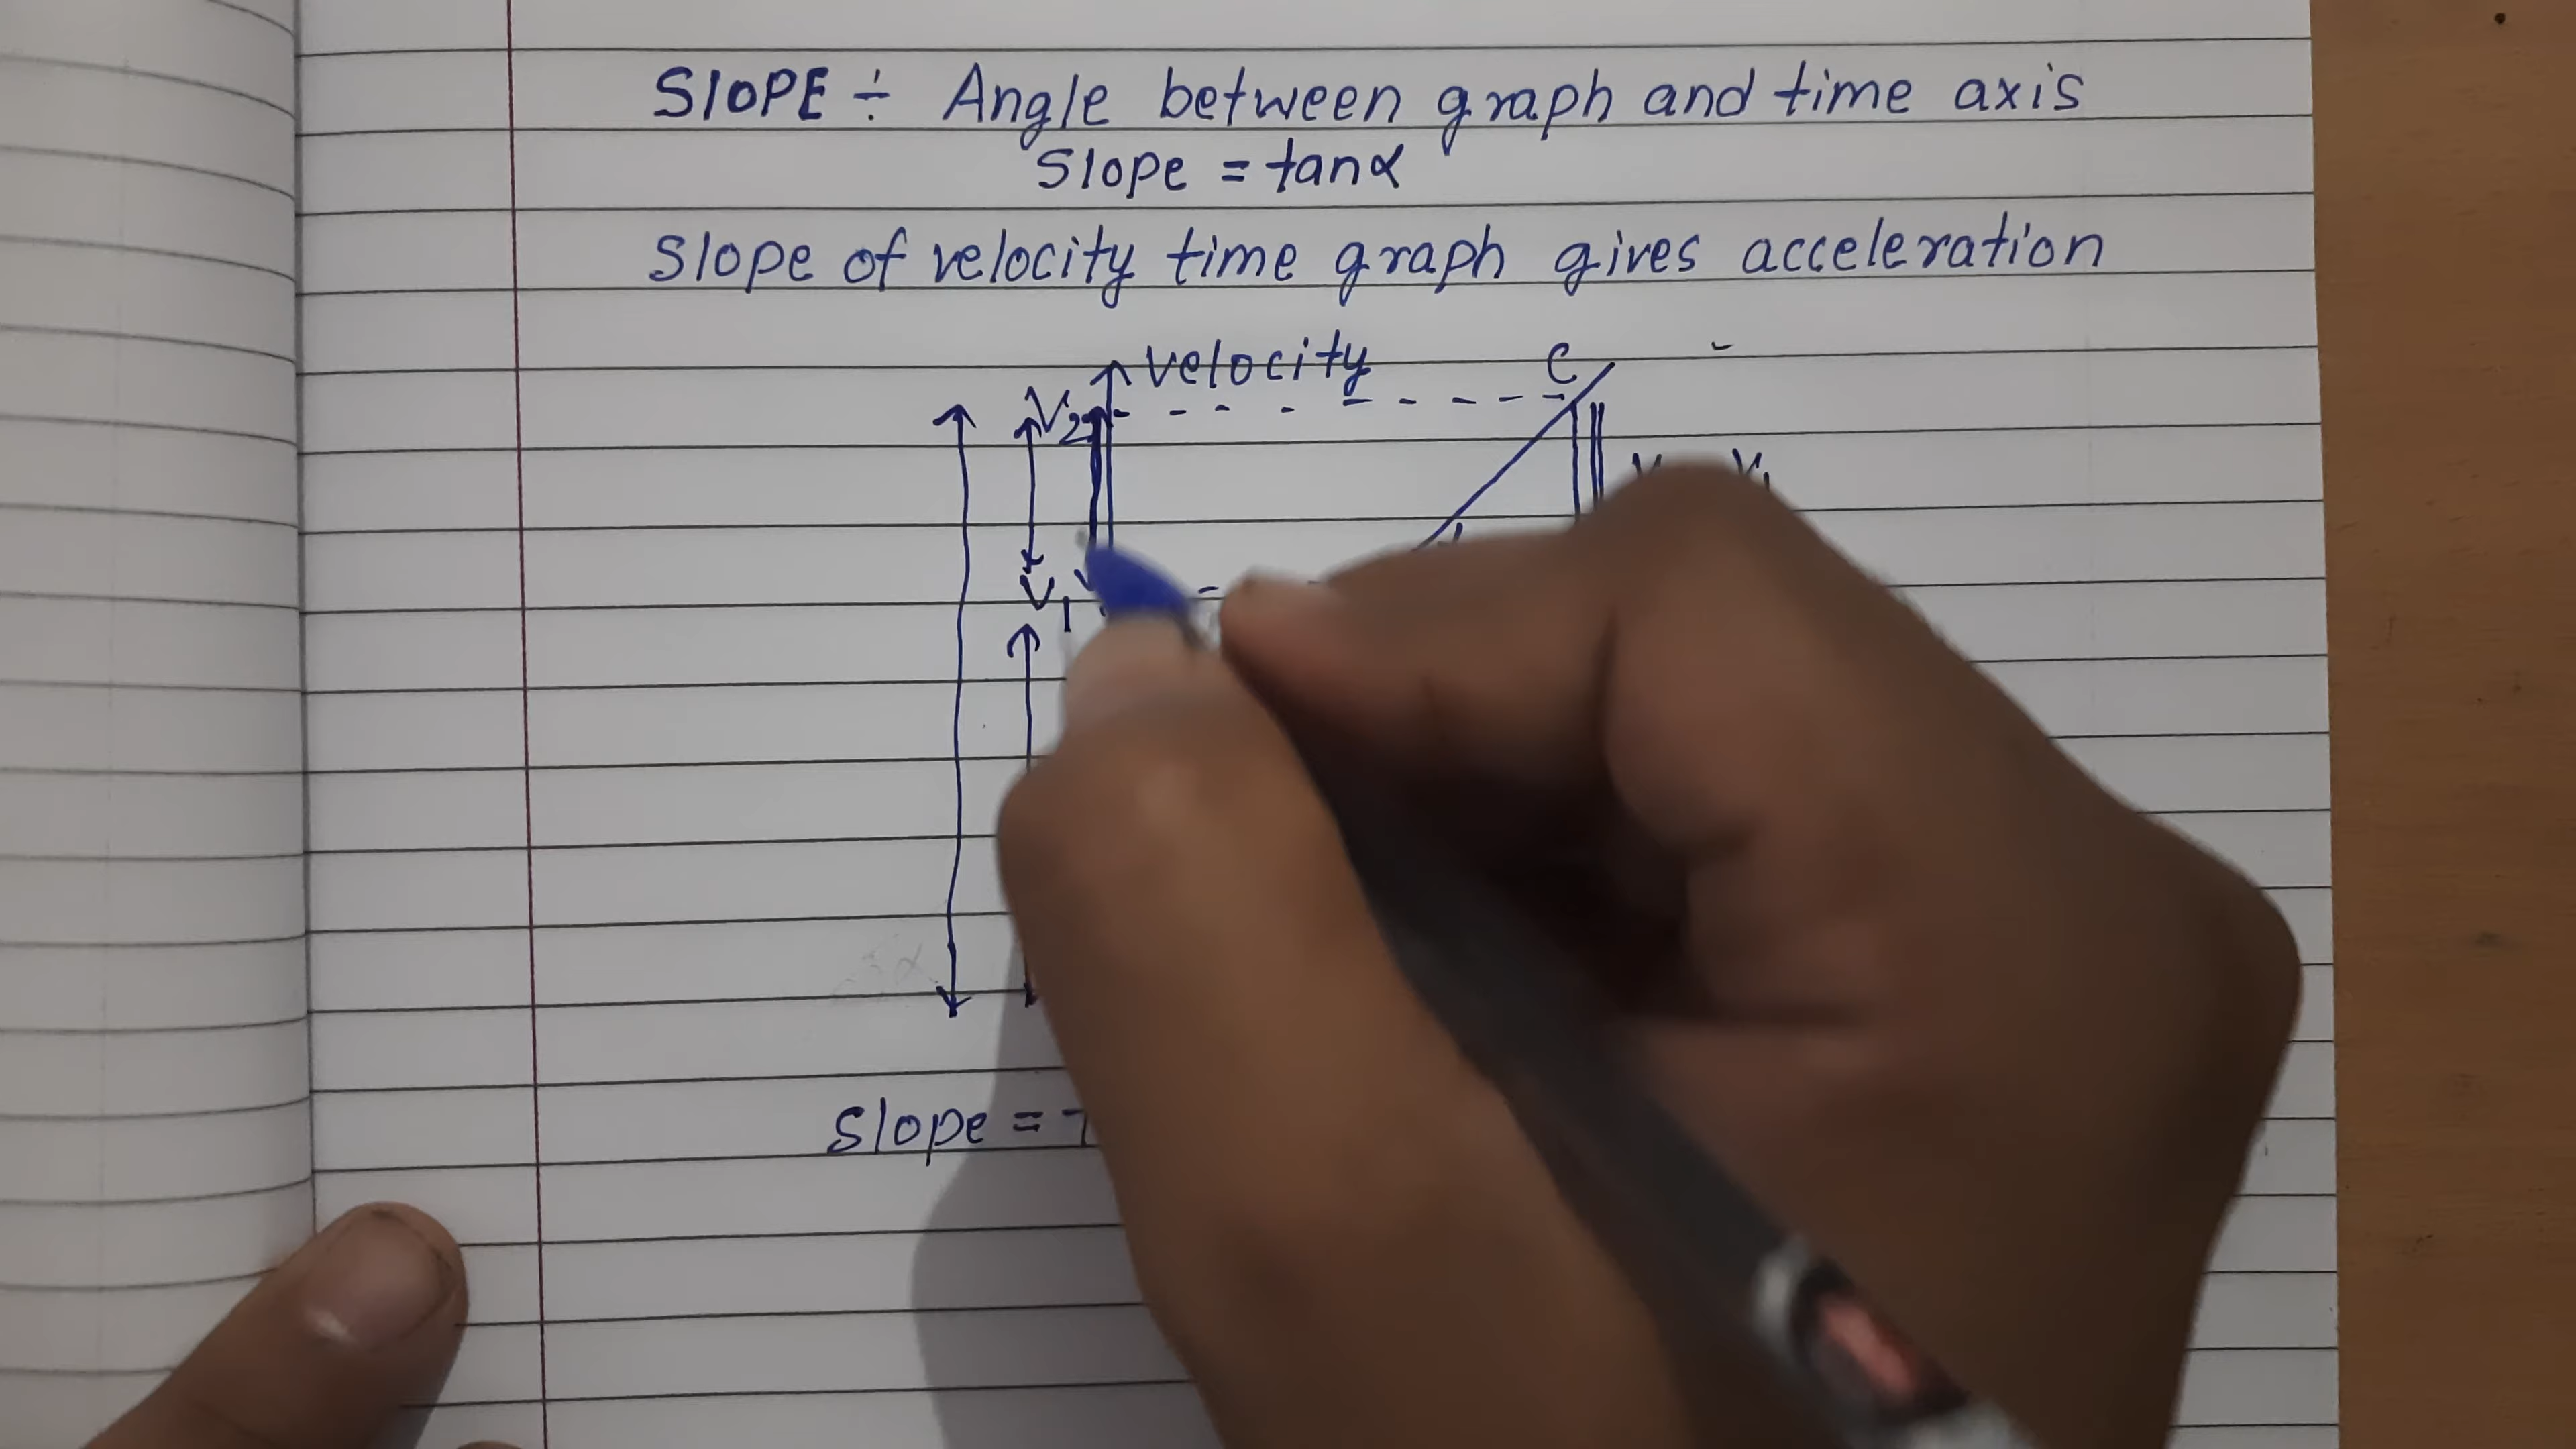 SlOPE ÷ Angle between graph and time axis
Slope = tanα
Slope of velocity time graph gives acceleration
velocity
C
V2
V1
Slope =